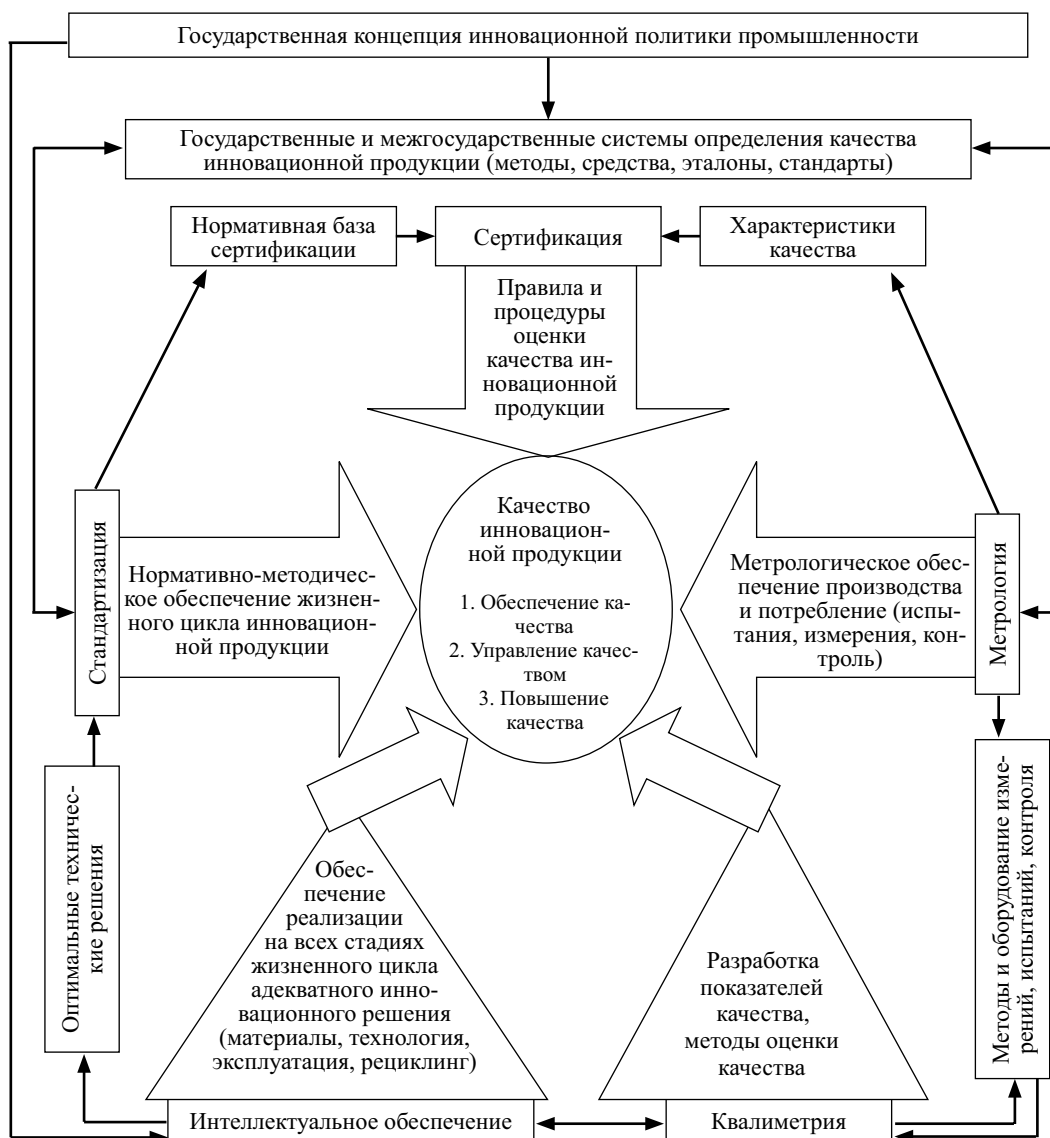 Государственная концепция инновационной политики промышленности
Государственные и межгосударственные системы определения качества
инновационной продукции (методы, средства, эталоны, стандарты)
Нормативная база
сертификации
Сертификация
Характеристики
качества
Правила и
процедуры
оценки
качества ин-
новационной
продукции
Стандартизация
Нормативно-методичес-
кое обеспечение жизнен-
ного цикла инновацион-
ной продукции
Качество
инновацион-
ной продукции
1. Обеспечение ка-
чества
2. Управление качес-
твом
3. Повышение
качества
Метрологическое обес-
печение производства
и потребление (испы-
тания, измерения, кон-
троль)
Метрология
Оптимальные техничес-
кие решения
Обес-
печение
реализации
на всех стадиях
жизненного цикла
адекватного инно-
вационного решения
(материалы, технология,
эксплуатация, рециклинг)
Разработка
показателей
качества,
методы оценки
качества
Методы и оборудование изме-
рений, испытаний, контроля
Интеллектуальное обеспечение
Квалиметрия